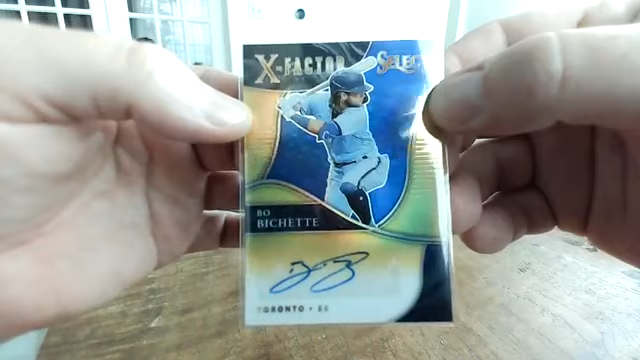 X-FACTOR SELECT
BO
BICHETTE
TORONTO • SS